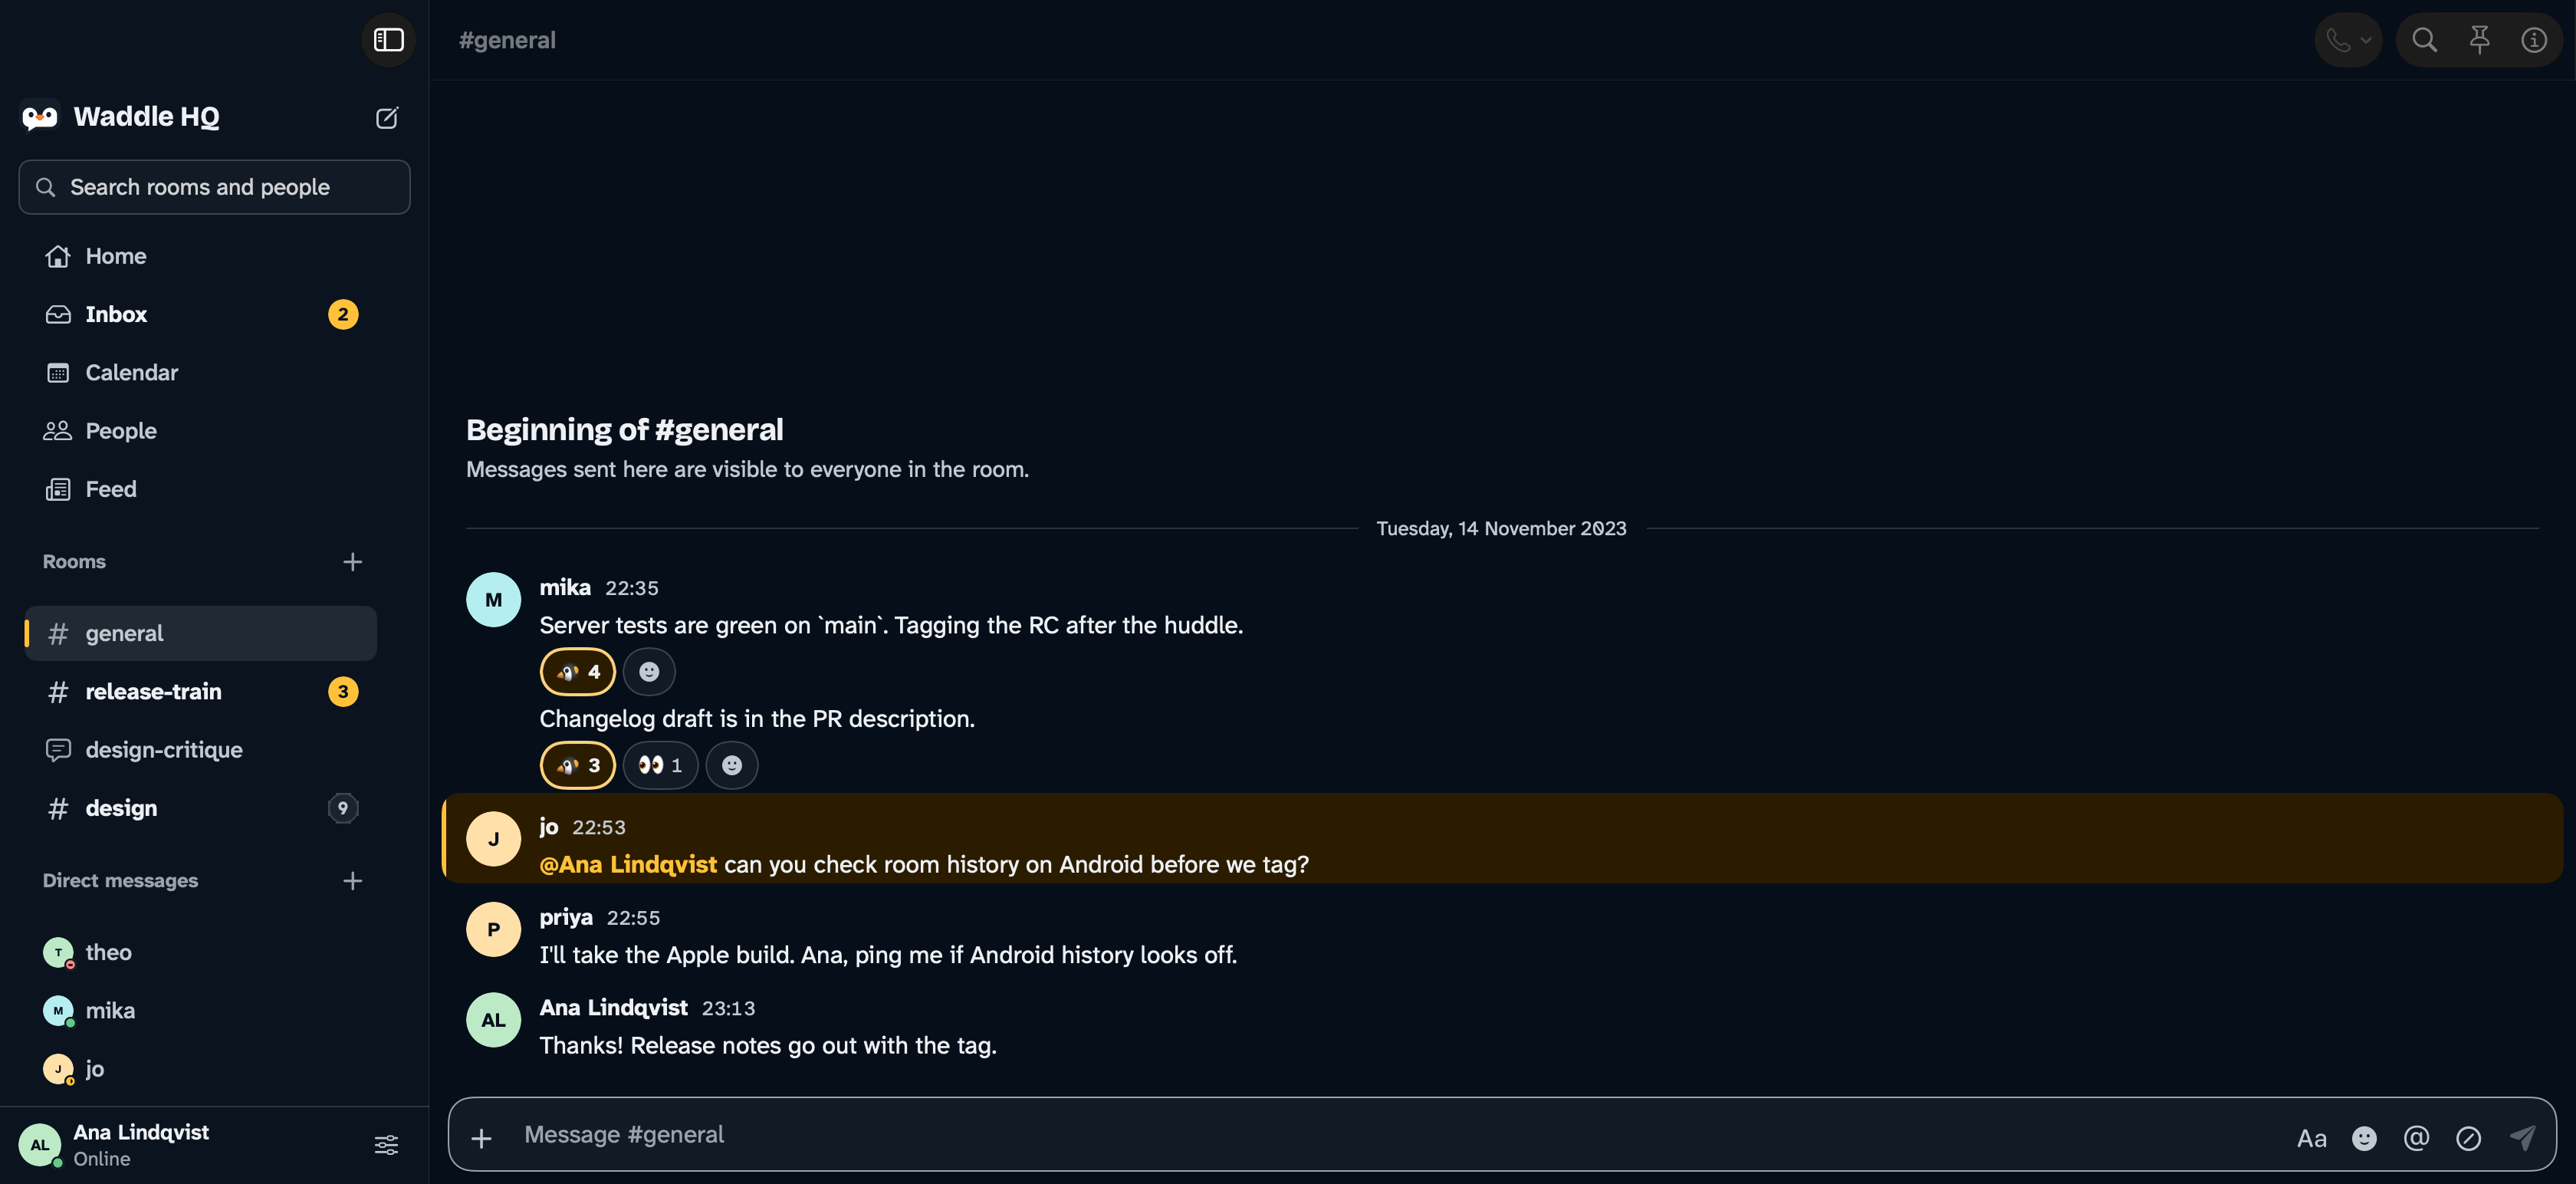 #general
Waddle HQ
Search rooms and people
Home
Inbox 2
Calendar
People
Feed
Rooms
# general
# release-train 3
design-critique
# design 9
Direct messages
T theo
M mika
J jo
AL Ana Lindqvist
Online
Beginning of #general
Messages sent here are visible to everyone in the room.
Tuesday, 14 November 2023
M mika 22:35
Server tests are green on `main`. Tagging the RC after the huddle.
4
Changelog draft is in the PR description.
3 1
J jo 22:53
@Ana Lindqvist can you check room history on Android before we tag?
P priya 22:55
I'll take the Apple build. Ana, ping me if Android history looks off.
AL Ana Lindqvist 23:13
Thanks! Release notes go out with the tag.
Message #general
Aa @